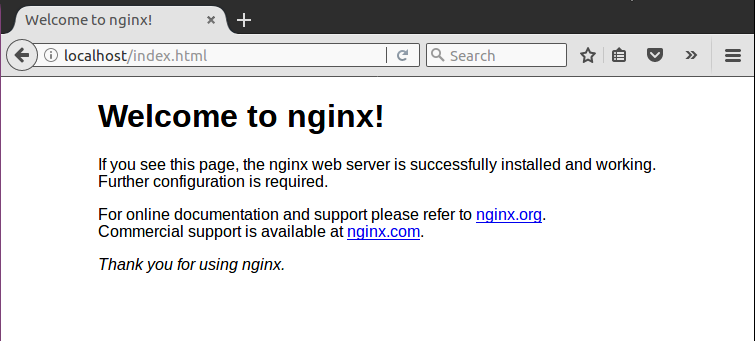 Welcome to nginx!
localhost/index.html
Search
Welcome to nginx!
If you see this page, the nginx web server is successfully installed and working.
Further configuration is required.
For online documentation and support please refer to nginx.org.
Commercial support is available at nginx.com.
Thank you for using nginx.